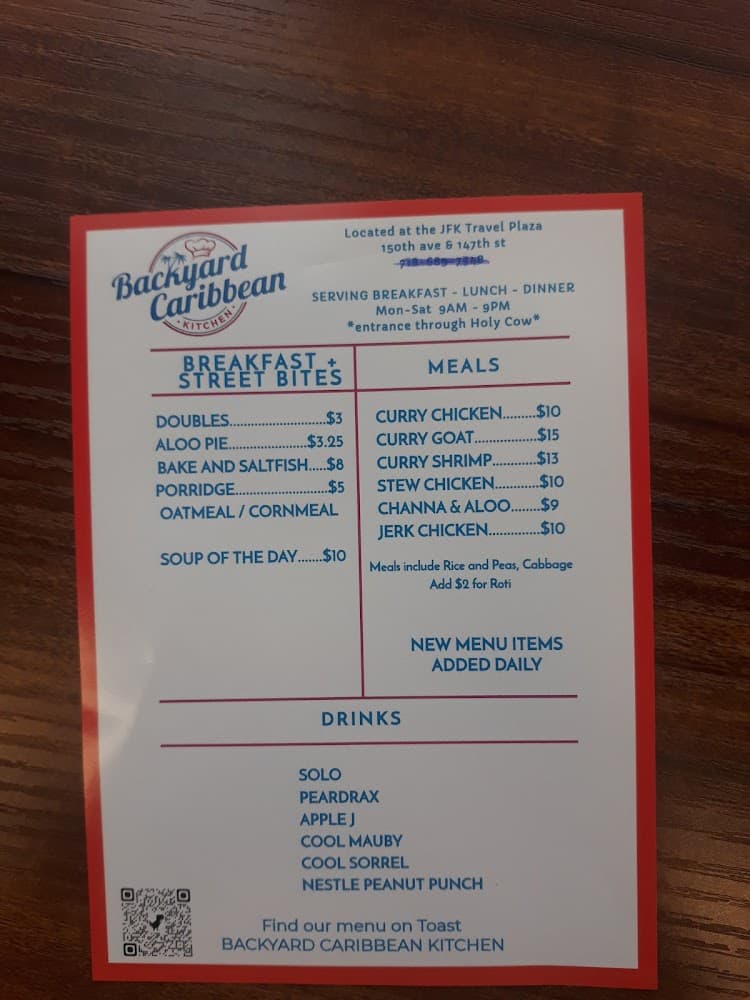 Backyard
Caribbean
KITCHEN
Located at the JFK Travel Plaza
150th ave & 147th st
SERVING BREAKFAST - LUNCH - DINNER
Mon-Sat 9AM - 9PM
*entrance through Holy Cow*
BREAKFAST +
STREET BITES
DOUBLES............................$3
ALOO PIE.......................$3.25
BAKE AND SALTFISH.....$8
PORRIDGE...........................$5
OATMEAL / CORNMEAL
SOUP OF THE DAY.......$10
MEALS
CURRY CHICKEN.........$10
CURRY GOAT.................$15
CURRY SHRIMP............$13
STEW CHICKEN............$10
CHANNA & ALOO.......$9
JERK CHICKEN..............$10
Meals include Rice and Peas, Cabbage
Add $2 for Roti
NEW MENU ITEMS
ADDED DAILY
DRINKS
SOLO
PEARDRAX
APPLE J
COOL MAUBY
COOL SORREL
NESTLE PEANUT PUNCH
Find our menu on Toast
BACKYARD CARIBBEAN KITCHEN